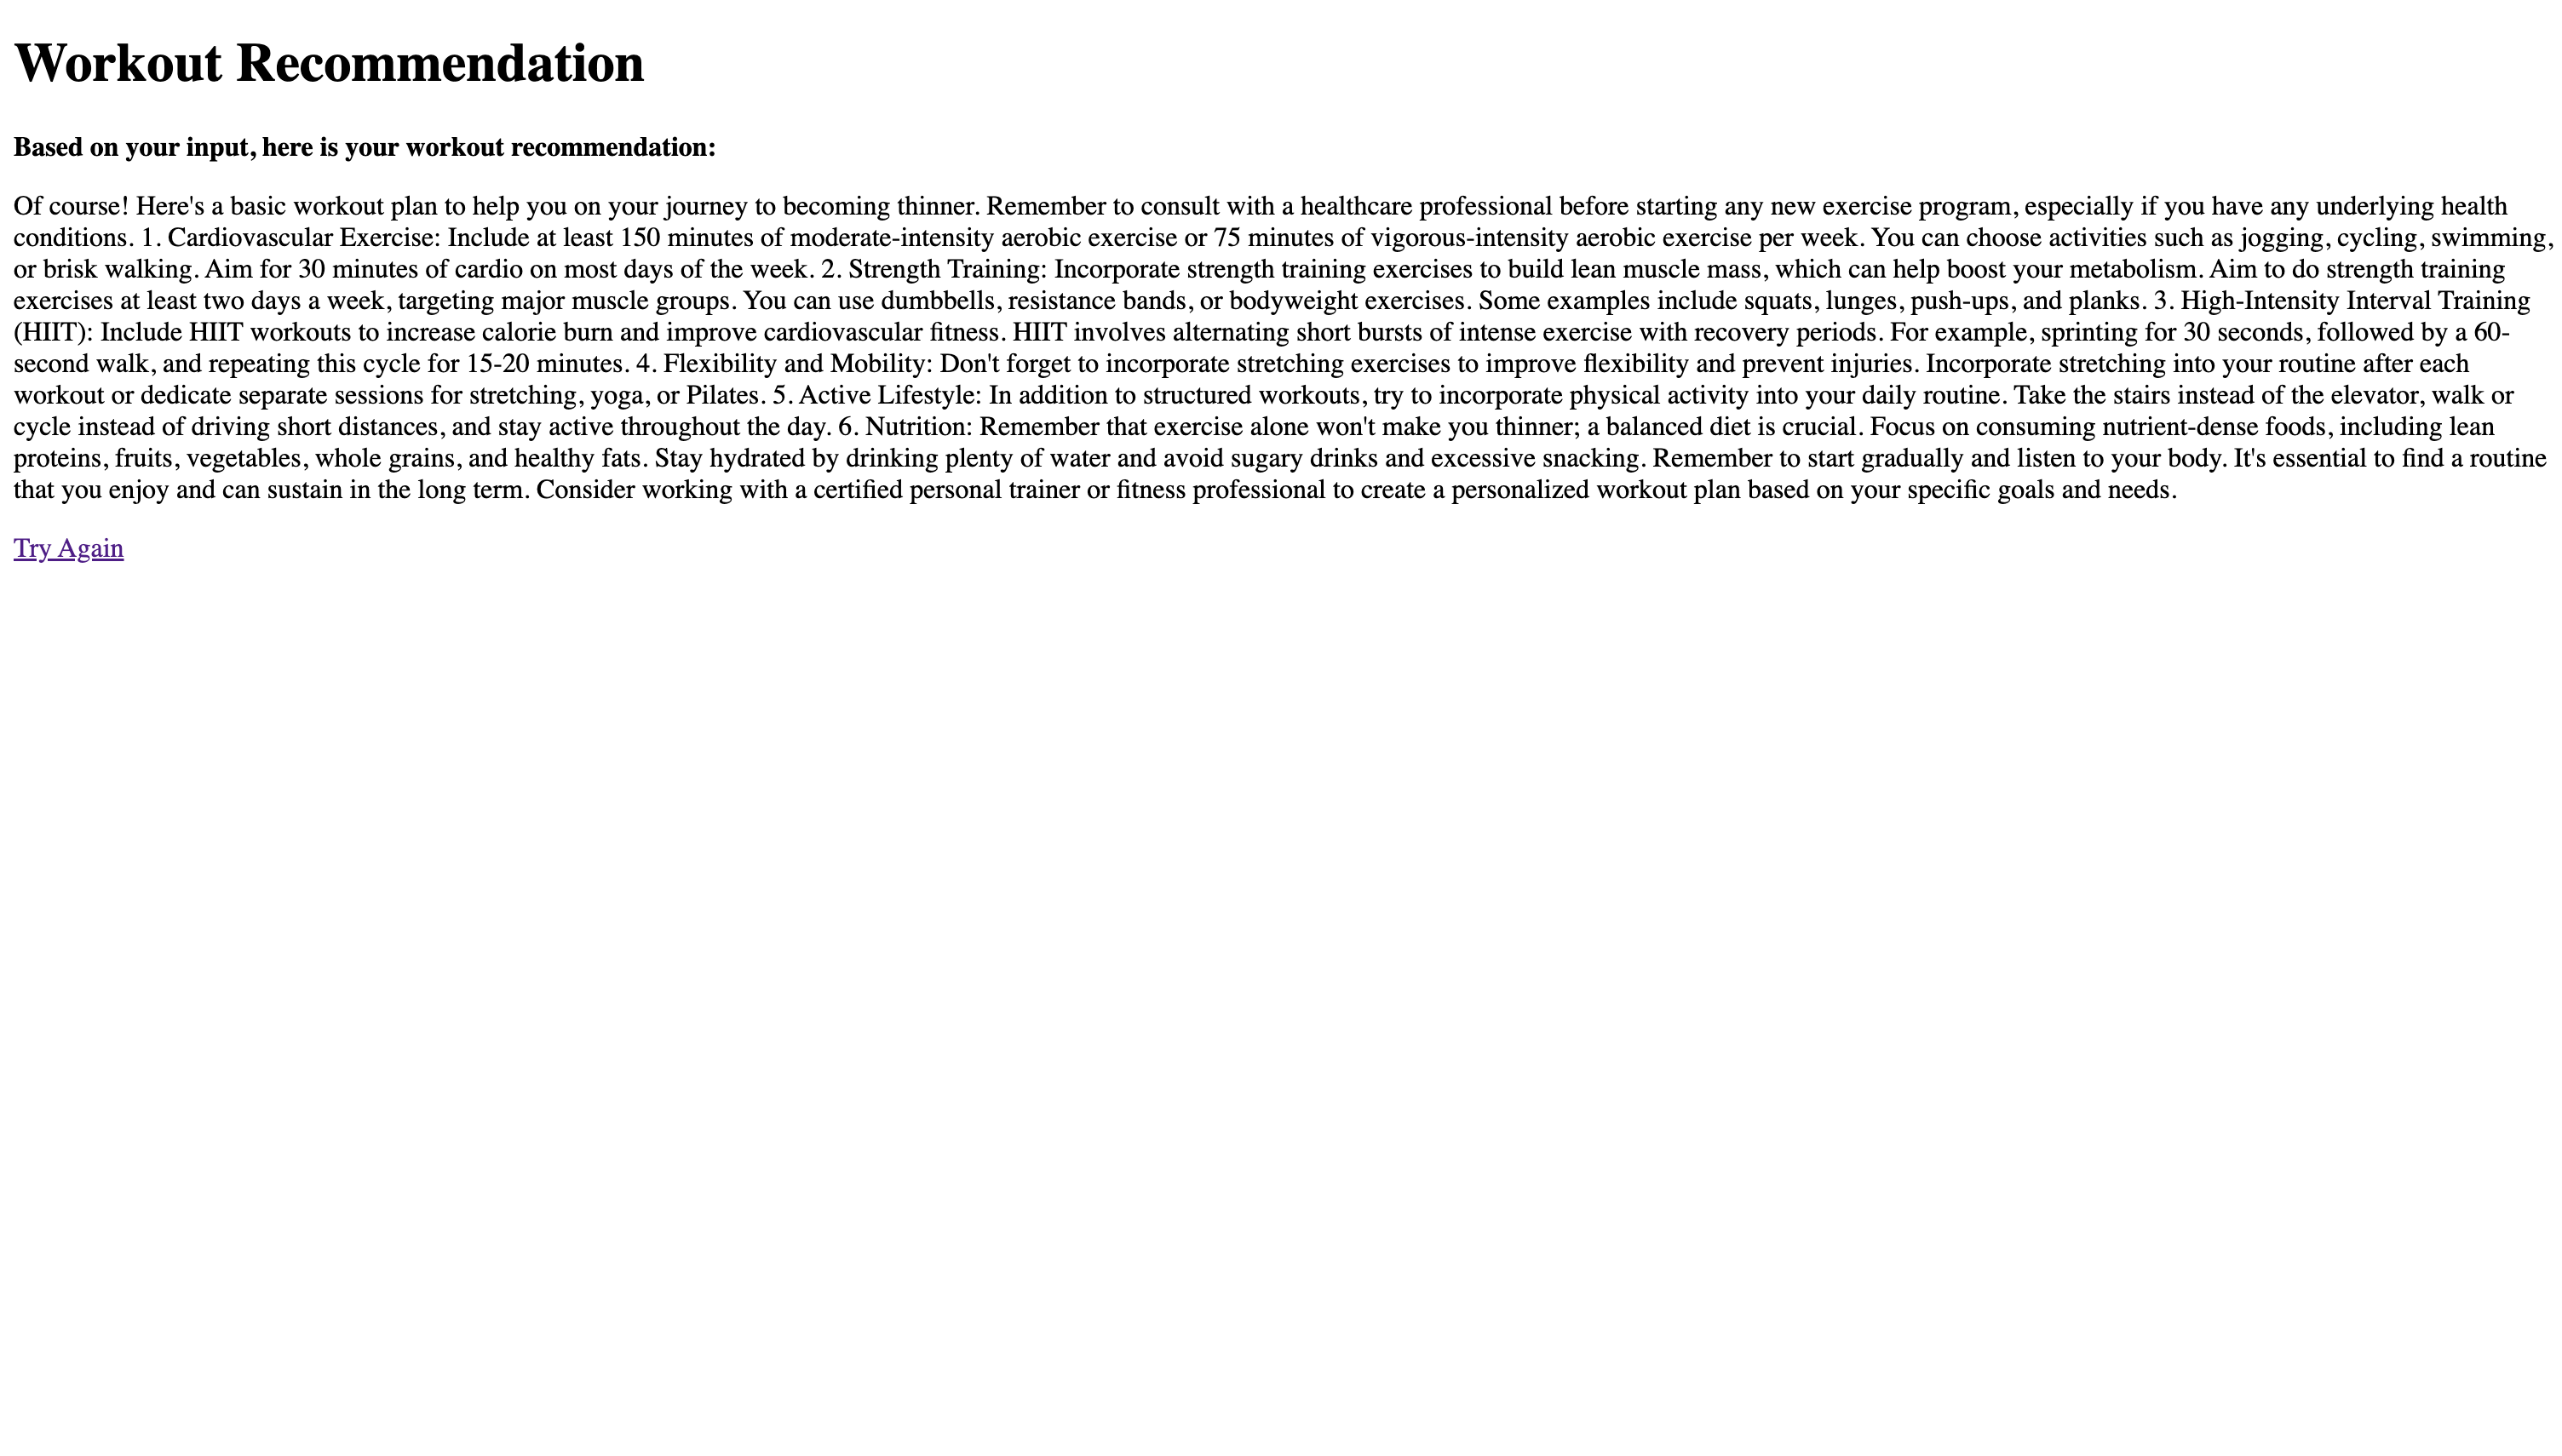 Workout Recommendation
Based on your input, here is your workout recommendation:
Of course! Here's a basic workout plan to help you on your journey to becoming thinner. Remember to consult with a healthcare professional before starting any new exercise program, especially if you have any underlying health
conditions. 1. Cardiovascular Exercise: Include at least 150 minutes of moderate-intensity aerobic exercise or 75 minutes of vigorous-intensity aerobic exercise per week. You can choose activities such as jogging, cycling, swimming,
or brisk walking. Aim for 30 minutes of cardio on most days of the week. 2. Strength Training: Incorporate strength training exercises to build lean muscle mass, which can help boost your metabolism. Aim to do strength training
exercises at least two days a week, targeting major muscle groups. You can use dumbbells, resistance bands, or bodyweight exercises. Some examples include squats, lunges, push-ups, and planks. 3. High-Intensity Interval Training
(HIIT): Include HIIT workouts to increase calorie burn and improve cardiovascular fitness. HIIT involves alternating short bursts of intense exercise with recovery periods. For example, sprinting for 30 seconds, followed by a 60-
second walk, and repeating this cycle for 15-20 minutes. 4. Flexibility and Mobility: Don't forget to incorporate stretching exercises to improve flexibility and prevent injuries. Incorporate stretching into your routine after each
workout or dedicate separate sessions for stretching, yoga, or Pilates. 5. Active Lifestyle: In addition to structured workouts, try to incorporate physical activity into your daily routine. Take the stairs instead of the elevator, walk or
cycle instead of driving short distances, and stay active throughout the day. 6. Nutrition: Remember that exercise alone won't make you thinner; a balanced diet is crucial. Focus on consuming nutrient-dense foods, including lean
proteins, fruits, vegetables, whole grains, and healthy fats. Stay hydrated by drinking plenty of water and avoid sugary drinks and excessive snacking. Remember to start gradually and listen to your body. It's essential to find a routine
that you enjoy and can sustain in the long term. Consider working with a certified personal trainer or fitness professional to create a personalized workout plan based on your specific goals and needs.
Try Again